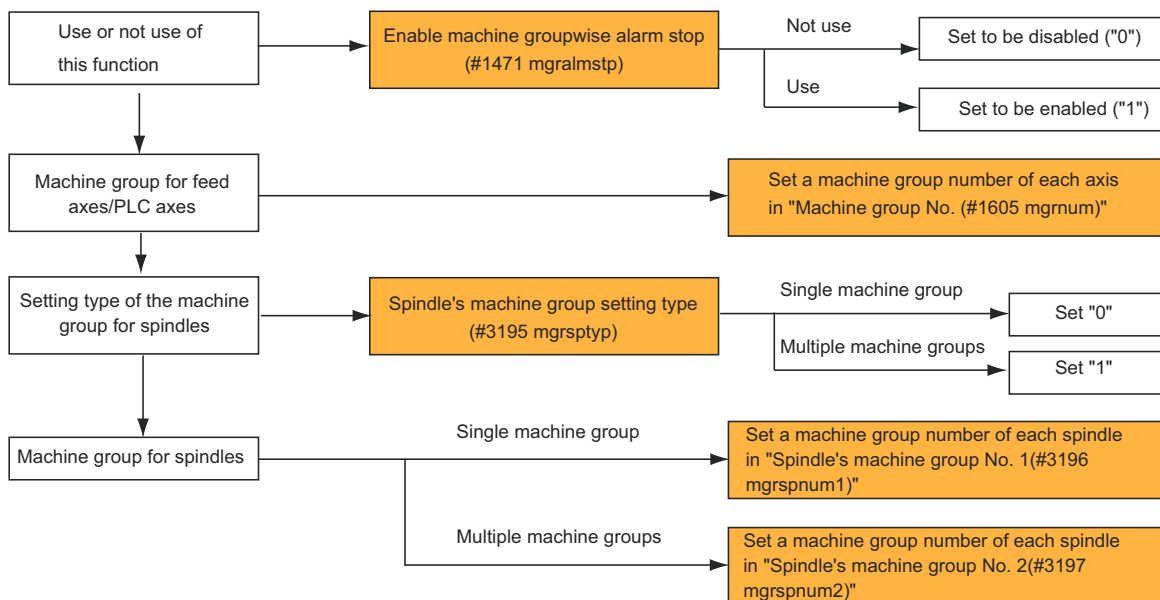 Use or not use of
this function
Enable machine groupwise alarm stop
(#1471 mgralmstp)
Not use
Set to be disabled ("0")
Use
Set to be enabled ("1")
Machine group for feed
axes/PLC axes
Set a machine group number of each axis
in "Machine group No. (#1605 mgrnum)"
Setting type of the machine
group for spindles
Spindle's machine group setting type
(#3195 mgrsptyp)
Single machine group
Set "0"
Multiple machine groups
Set "1"
Machine group for spindles
Single machine group
Set a machine group number of each spindle
in "Spindle's machine group No. 1(#3196
mgrspnum1)"
Multiple machine groups
Set a machine group number of each spindle
in "Spindle's machine group No. 2(#3197
mgrspnum2)"